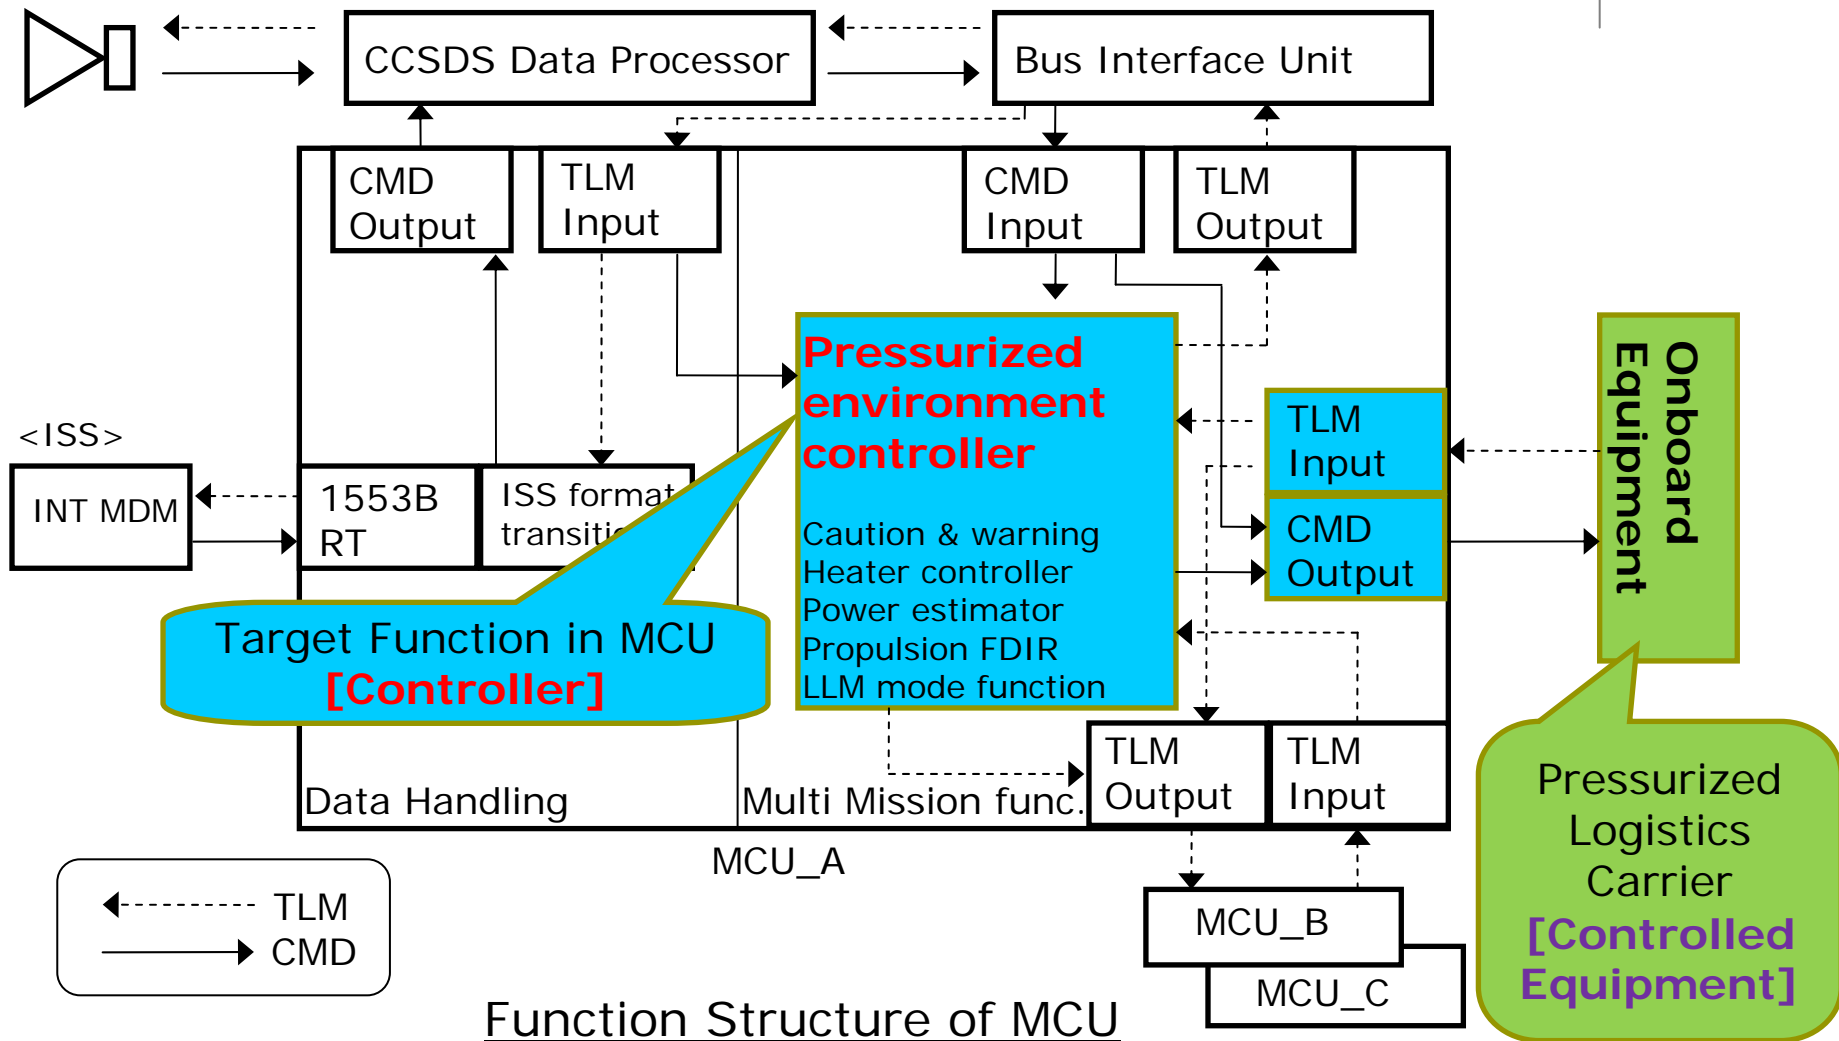 CCSDS Data Processor
Bus Interface Unit
CMD
Output
TLM
Input
CMD
Input
TLM
Output
Pressurized
environment
controller
Caution & warning
Heater controller
Power estimator
Propulsion FDIR
LLM mode function
TLM
Input
CMD
Output
Onboard
Equipment
<ISS>
INT MDM
1553B
RT
ISS format
Target Function in MCU
[Controller]
Data Handling
Multi Mission func.
TLM
Output
TLM
Input
MCU_A
Pressurized
Logistics
Carrier
[Controlled
Equipment]
TLM
CMD
MCU_B
MCU_C
Function Structure of MCU